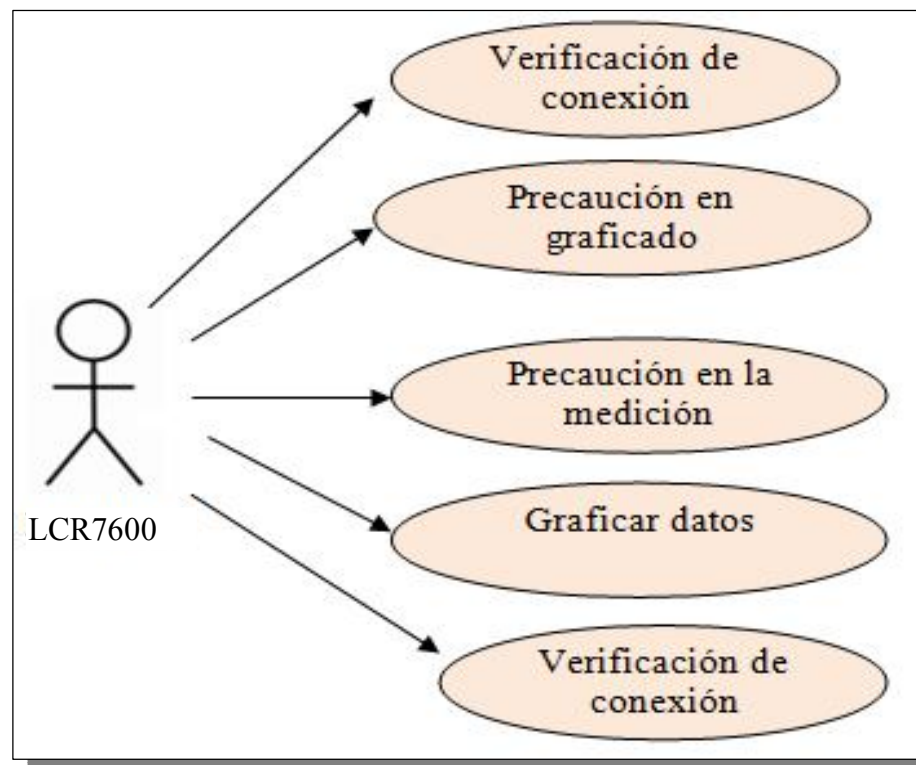 Verificación de
conexión
Precaución en
graficado
Precaución en la
medición
LCR7600
Graficar datos
Verificación de
conexión